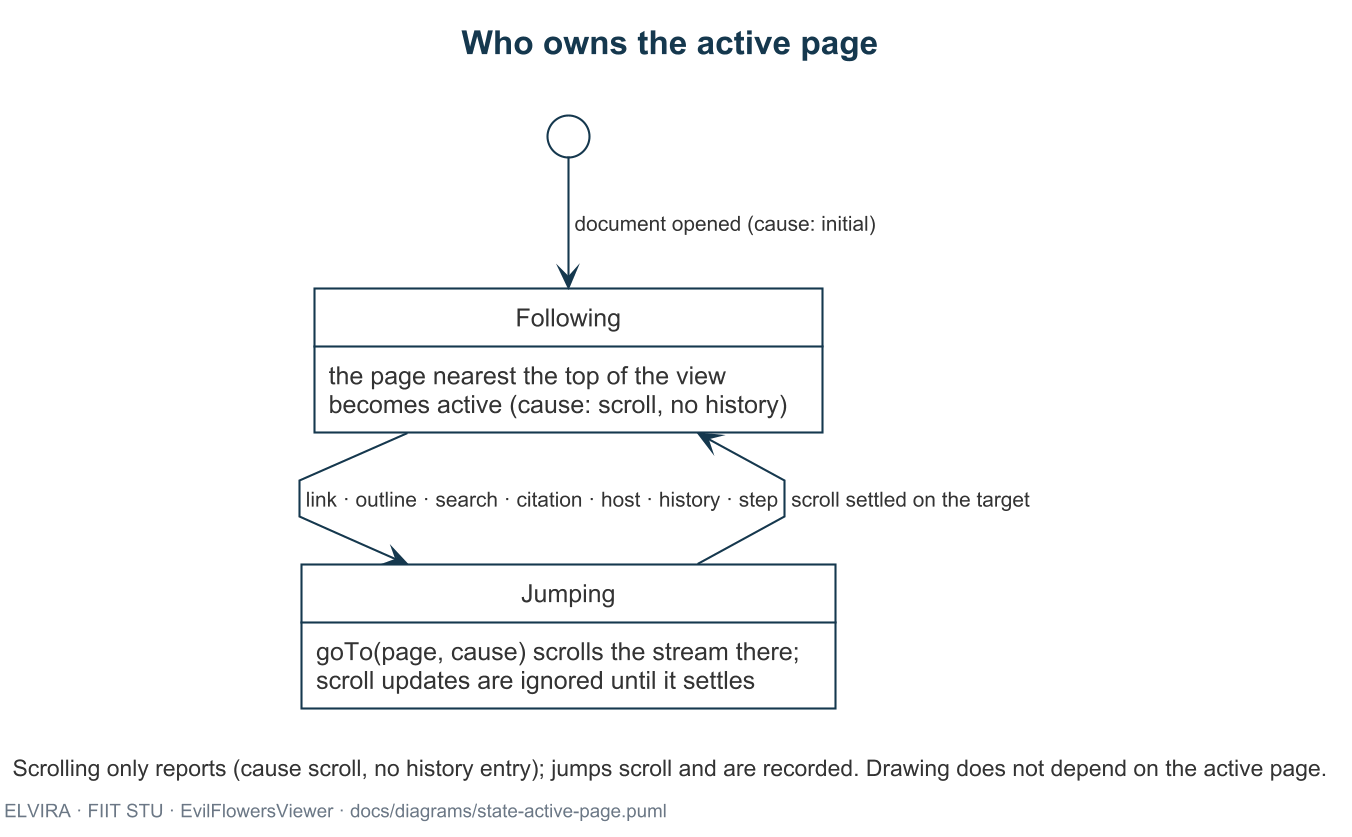 Who owns the active page
document opened (cause: initial)
Following
the page nearest the top of the view
becomes active (cause: scroll, no history)
link · outline · search · citation · host · history · step
scroll settled on the target
Jumping
goTo(page, cause) scrolls the stream there;
scroll updates are ignored until it settles
Scrolling only reports (cause scroll, no history entry); jumps scroll and are recorded. Drawing does not depend on the active page.
ELVIRA · FIIT STU · EvilFlowersViewer · docs/diagrams/state-active-page.puml